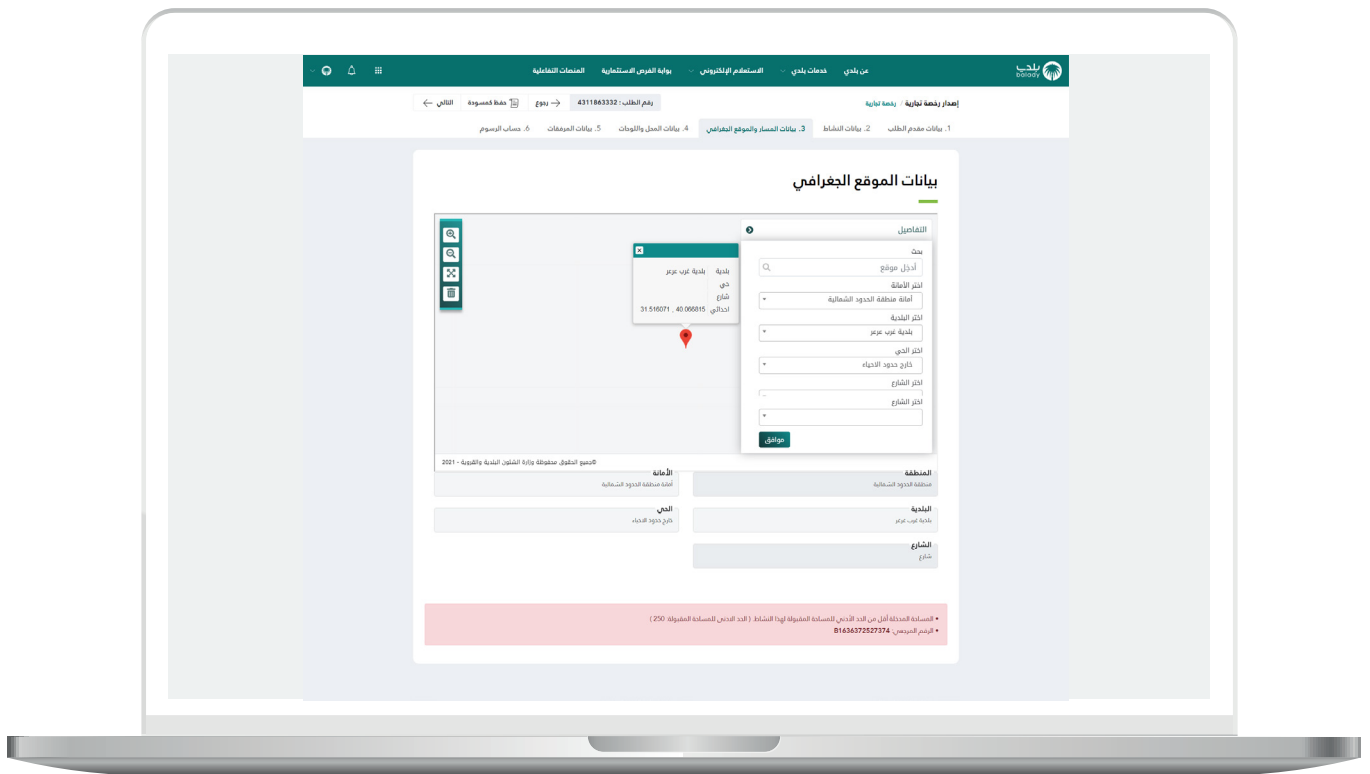 بلدي
balady
عن بلدي
خدمات بلدي
الاستعلام الإلكتروني
بوابة الفرص الاستثمارية
المنصات التفاعلية
إصدار رخصة تجارية / رخصة تجارية
رقم الطلب : 4311863332
رجوع
حفظ كمسودة
التالي
1. بيانات مقدم الطلب
2. بيانات النشاط
3. بيانات المسار والموقع الجغرافي
4. بيانات المحل واللوحات
5. بيانات المرفقات
6. حساب الرسوم
بيانات الموقع الجغرافي
التفاصيل
بحث
أدخل موقع
اختر الأمانة
أمانة منطقة الحدود الشمالية
اختر البلدية
بلدية غرب عرعر
اختر الحي
خارج حدود الاحياء
اختر الشارع
اختر الشارع
موافق
بلدية بلدية غرب عرعر
حي
شارع
احداثي 31.516071 , 40.066815
©جميع الحقوق محفوظة وزارة الشئون البلدية والقروية - 2021
المنطقة
منطقة الحدود الشمالية
الأمانة
أمانة منطقة الحدود الشمالية
البلدية
بلدية غرب عرعر
الحي
خارج حدود الاحياء
الشارع
شارع
• المساحة المدخلة أقل من الحد الأدني للمساحة المقبولة لهذا النشاط. ( الحد الادنى للمساحة المقبولة: 250 )
• الرقم المرجعي: B1636372527374